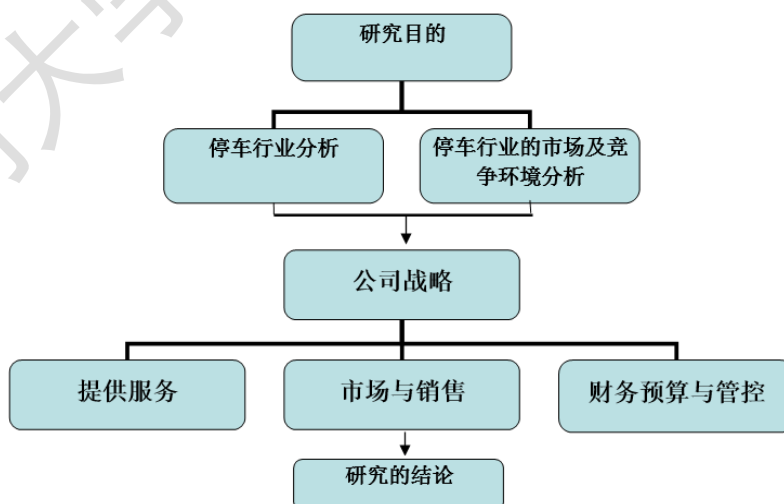 研究目的
停车行业分析
停车行业的市场及竞
争环境分析
公司战略
提供服务
市场与销售
财务预算与管控
研究的结论
大学